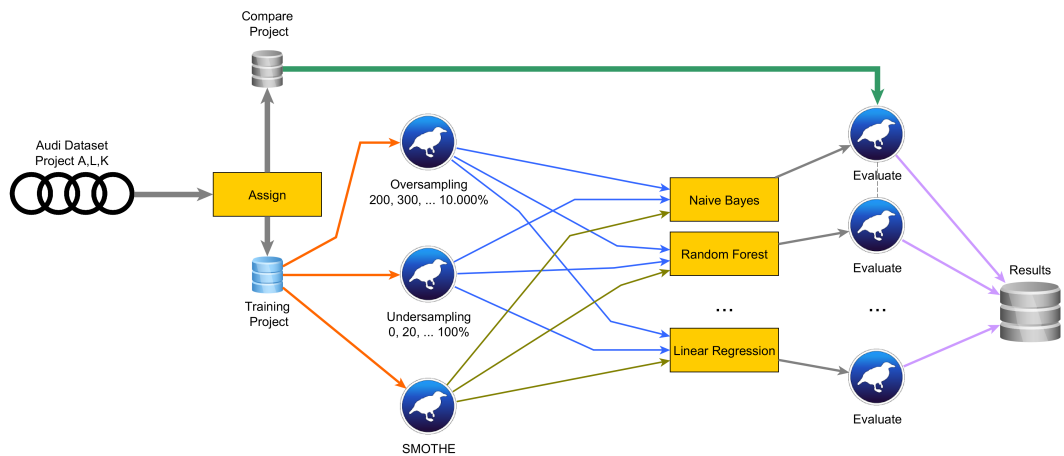 Compare
Project
Audi Dataset
Project A,L,K
Assign
Training
Project
Oversampling
200, 300, ... 10.000%
Undersampling
0, 20, ... 100%
SMOTHE
Naive Bayes
Random Forest
...
Linear Regression
Evaluate
Evaluate
...
Evaluate
Results